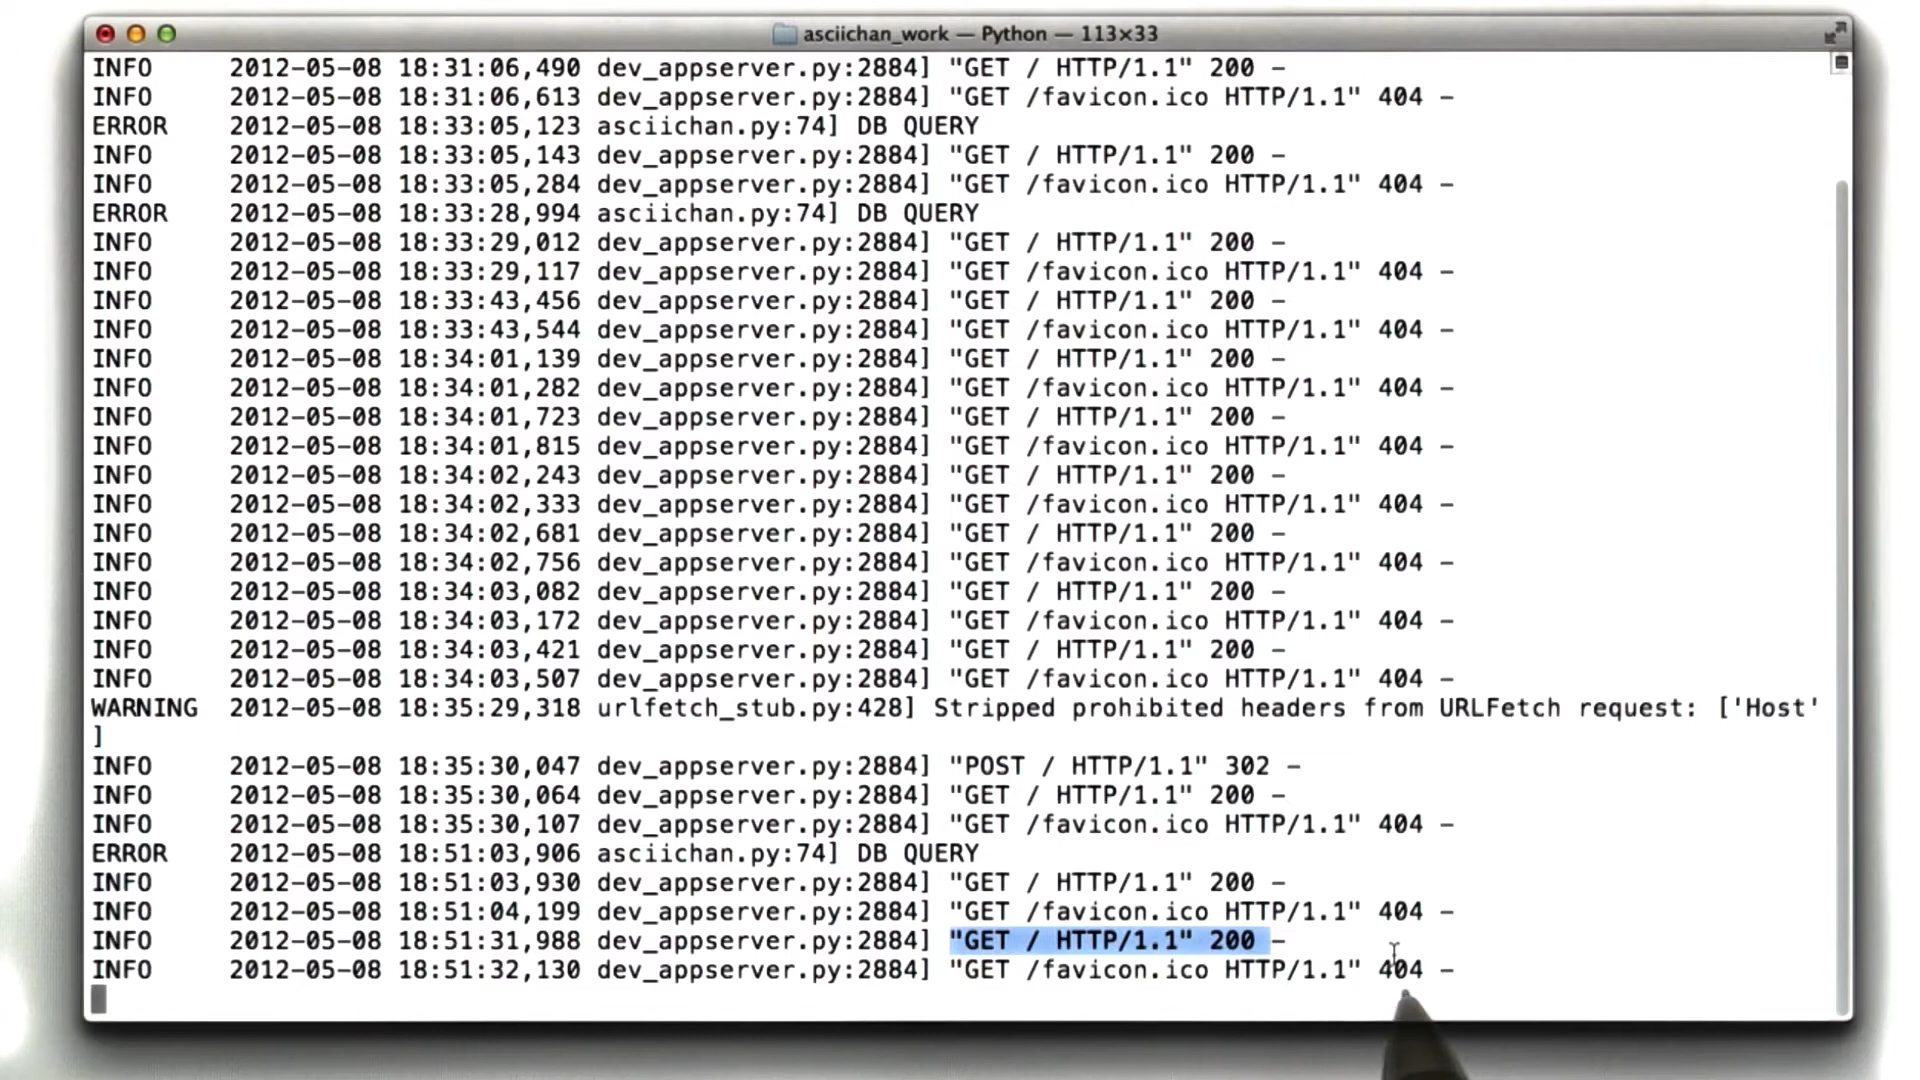 asciichan_work — Python — 113×33
INFO     2012-05-08 18:31:06,490 dev_appserver.py:2884] "GET / HTTP/1.1" 200 -
INFO     2012-05-08 18:31:06,613 dev_appserver.py:2884] "GET /favicon.ico HTTP/1.1" 404 -
ERROR    2012-05-08 18:33:05,123 asciichan.py:74] DB QUERY
INFO     2012-05-08 18:33:05,143 dev_appserver.py:2884] "GET / HTTP/1.1" 200 -
INFO     2012-05-08 18:33:05,284 dev_appserver.py:2884] "GET /favicon.ico HTTP/1.1" 404 -
ERROR    2012-05-08 18:33:28,994 asciichan.py:74] DB QUERY
INFO     2012-05-08 18:33:29,012 dev_appserver.py:2884] "GET / HTTP/1.1" 200 -
INFO     2012-05-08 18:33:29,117 dev_appserver.py:2884] "GET /favicon.ico HTTP/1.1" 404 -
INFO     2012-05-08 18:33:43,456 dev_appserver.py:2884] "GET / HTTP/1.1" 200 -
INFO     2012-05-08 18:33:43,544 dev_appserver.py:2884] "GET /favicon.ico HTTP/1.1" 404 -
INFO     2012-05-08 18:34:01,139 dev_appserver.py:2884] "GET / HTTP/1.1" 200 -
INFO     2012-05-08 18:34:01,282 dev_appserver.py:2884] "GET /favicon.ico HTTP/1.1" 404 -
INFO     2012-05-08 18:34:01,723 dev_appserver.py:2884] "GET / HTTP/1.1" 200 -
INFO     2012-05-08 18:34:01,815 dev_appserver.py:2884] "GET /favicon.ico HTTP/1.1" 404 -
INFO     2012-05-08 18:34:02,243 dev_appserver.py:2884] "GET / HTTP/1.1" 200 -
INFO     2012-05-08 18:34:02,333 dev_appserver.py:2884] "GET /favicon.ico HTTP/1.1" 404 -
INFO     2012-05-08 18:34:02,681 dev_appserver.py:2884] "GET / HTTP/1.1" 200 -
INFO     2012-05-08 18:34:02,756 dev_appserver.py:2884] "GET /favicon.ico HTTP/1.1" 404 -
INFO     2012-05-08 18:34:03,082 dev_appserver.py:2884] "GET / HTTP/1.1" 200 -
INFO     2012-05-08 18:34:03,172 dev_appserver.py:2884] "GET /favicon.ico HTTP/1.1" 404 -
INFO     2012-05-08 18:34:03,421 dev_appserver.py:2884] "GET / HTTP/1.1" 200 -
INFO     2012-05-08 18:34:03,507 dev_appserver.py:2884] "GET /favicon.ico HTTP/1.1" 404 -
WARNING  2012-05-08 18:35:29,318 urlfetch_stub.py:428] Stripped prohibited headers from URLFetch request: ['Host'
]
INFO     2012-05-08 18:35:30,047 dev_appserver.py:2884] "POST / HTTP/1.1" 302 -
INFO     2012-05-08 18:35:30,064 dev_appserver.py:2884] "GET / HTTP/1.1" 200 -
INFO     2012-05-08 18:35:30,107 dev_appserver.py:2884] "GET /favicon.ico HTTP/1.1" 404 -
ERROR    2012-05-08 18:51:03,906 asciichan.py:74] DB QUERY
INFO     2012-05-08 18:51:03,930 dev_appserver.py:2884] "GET / HTTP/1.1" 200 -
INFO     2012-05-08 18:51:04,199 dev_appserver.py:2884] "GET /favicon.ico HTTP/1.1" 404 -
INFO     2012-05-08 18:51:31,988 dev_appserver.py:2884] "GET / HTTP/1.1" 200 -
INFO     2012-05-08 18:51:32,130 dev_appserver.py:2884] "GET /favicon.ico HTTP/1.1" 404 -